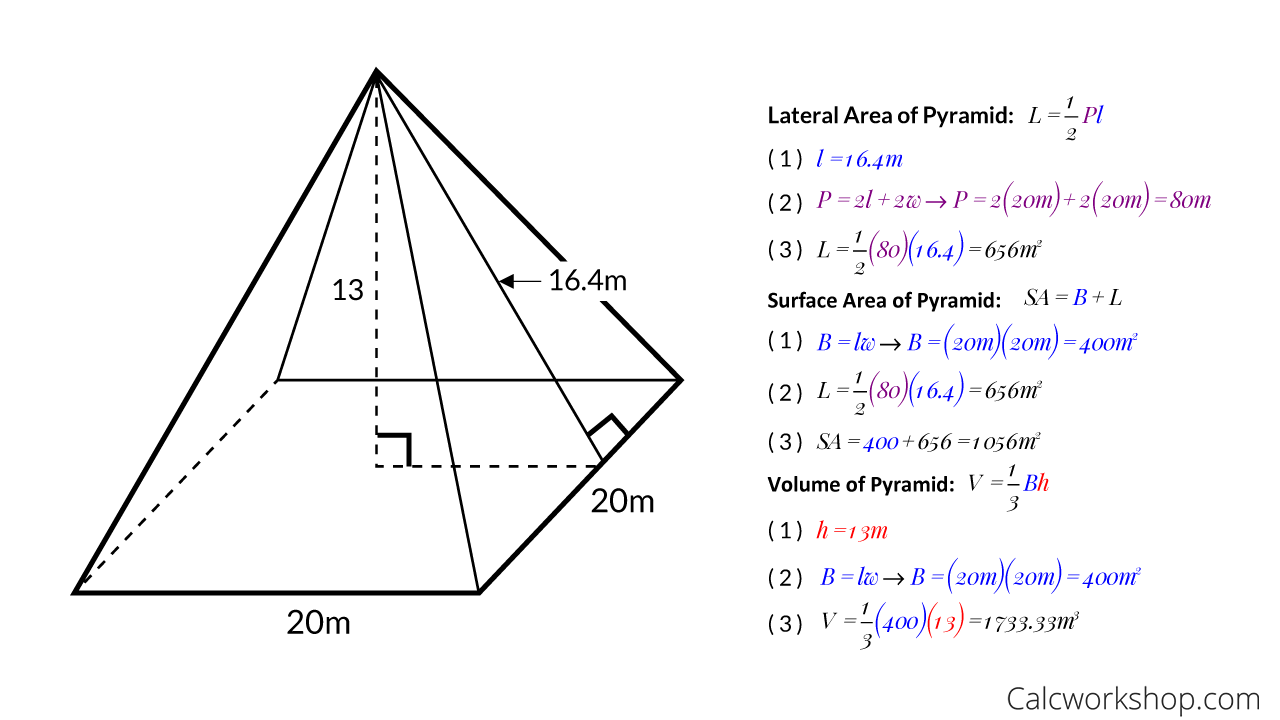 Lateral Area of Pyramid: L = 1/2 Pl
(1) l = 16.4m
(2) P = 2l + 2w → P = 2(20m) + 2(20m) = 80m
(3) L = 1/2 (80)(16.4) = 656m²
Surface Area of Pyramid: SA = B + L
(1) B = lw → B = (20m)(20m) = 400m²
(2) L = 1/2 (80)(16.4) = 656m²
(3) SA = 400 + 656 = 1056m²
Volume of Pyramid: V = 1/3 Bh
(1) h = 13m
(2) B = lw → B = (20m)(20m) = 400m²
(3) V = 1/3 (400)(13) = 1733.33m³
13
16.4m
20m
20m
Calcworkshop.com